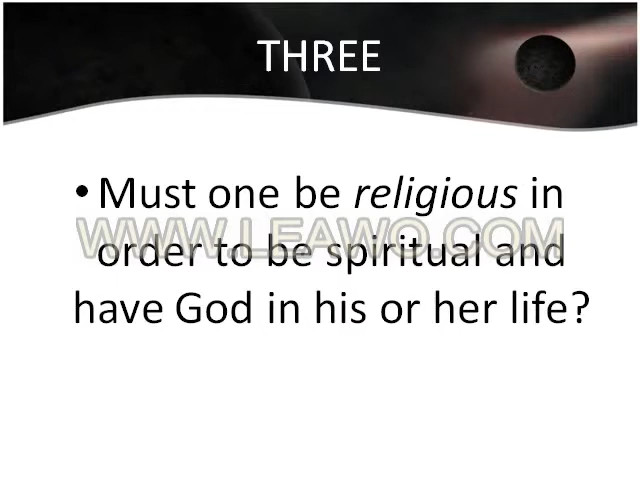 THREE
• Must one be religious in
WWW.LEAWO.COM
order to be spiritual and
have God in his or her life?